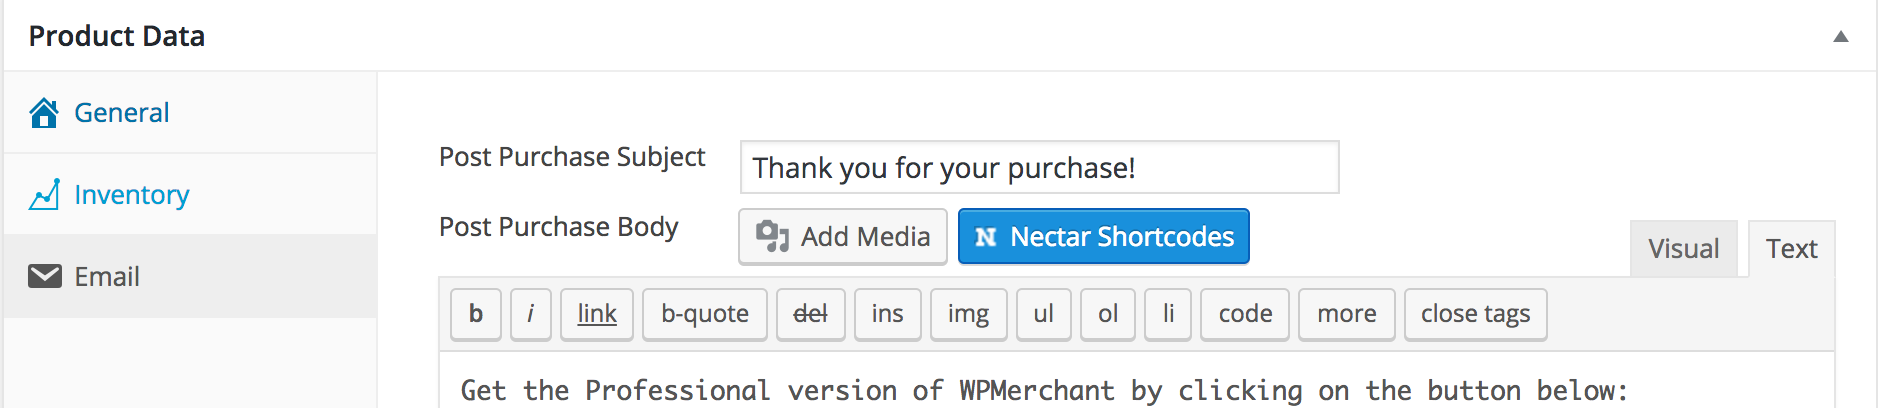 Product Data
General
Inventory
Email
Post Purchase Subject
Thank you for your purchase!
Post Purchase Body
Add Media
N Nectar Shortcodes
Visual
Text
b i link b-quote del ins img ul ol li code more close tags
Get the Professional version of WPMerchant by clicking on the button below: